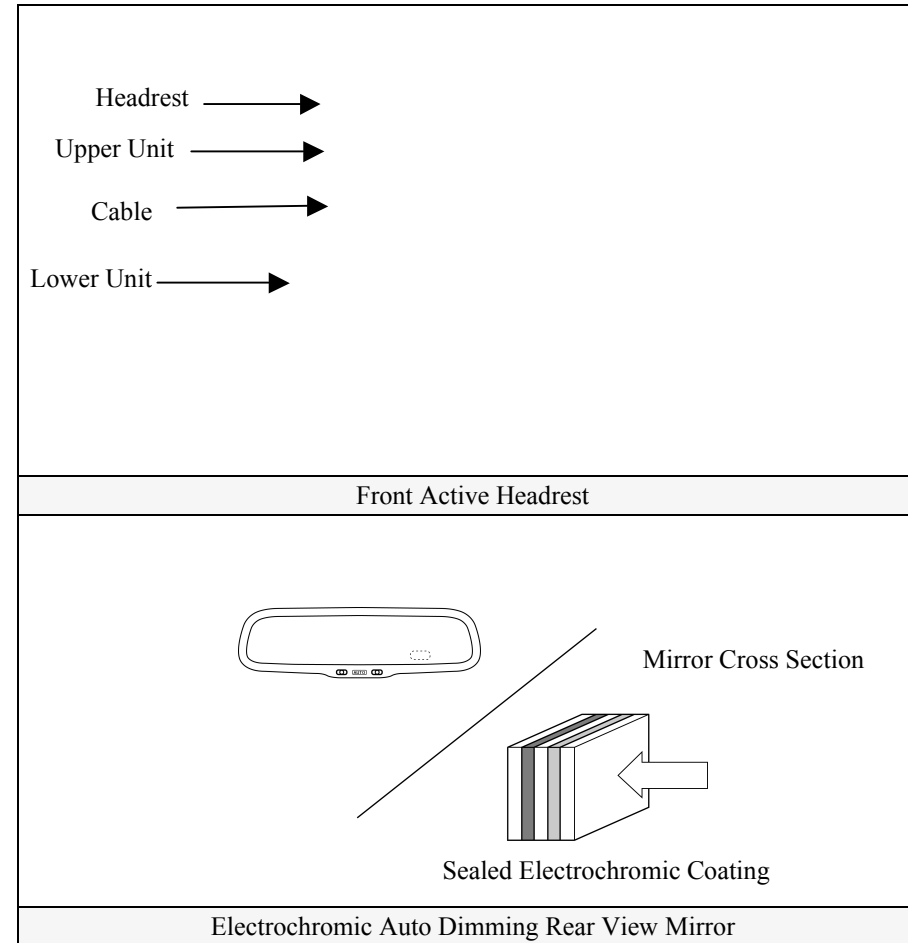 Headrest
Upper Unit
Cable
Lower Unit
Front Active Headrest
AUTO
Mirror Cross Section
Sealed Electrochromic Coating
Electrochromic Auto Dimming Rear View Mirror